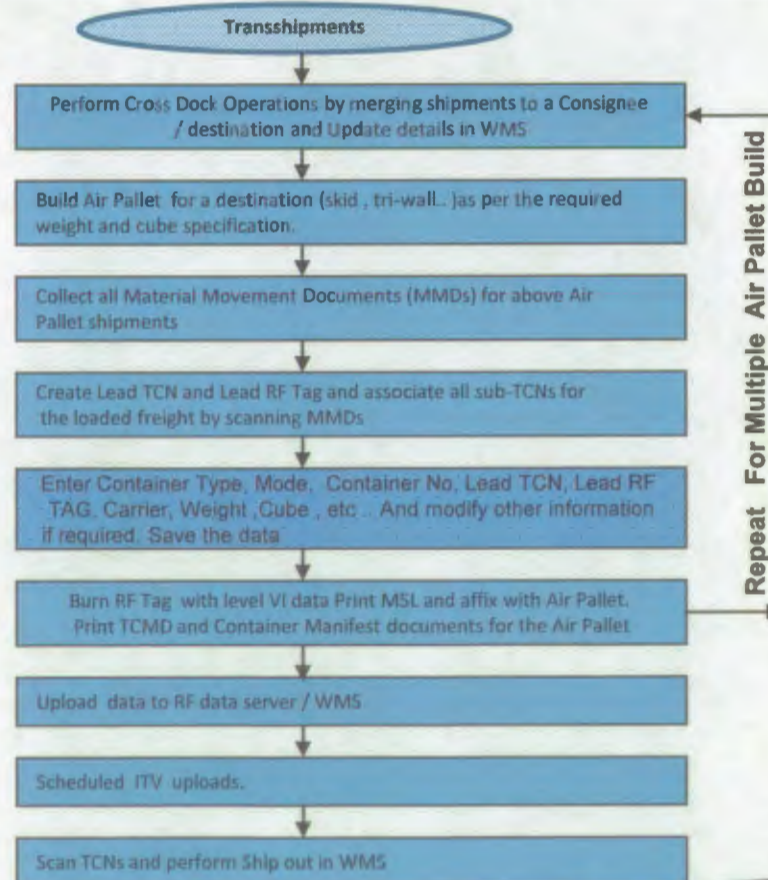 Transshipments
Perform Cross Dock Operations by merging shipments to a Consignee
/ destination and Update details in WMS
Build Air Pallet for a destination (skid , tri-wall.. )as per the required
weight and cube specification.
Collect all Material Movement Documents (MMDs) for above Air
Pallet shipments
Create Lead TCN and Lead RF Tag and associate all sub-TCNs for
the loaded freight by scanning MMDs
Enter Container Type, Mode, Container No, Lead TCN, Lead RF
TAG, Carrier, Weight ,Cube , etc .. And modify other information
if required. Save the data
Burn RF Tag with level VI data Print MSL and affix with Air Pallet.
Print TCMD and Container Manifest documents for the Air Pallet
Upload data to RF data server / WMS
Scheduled ITV uploads.
Scan TCNs and perform Ship out in WMS
Repeat For Multiple Air Pallet Build